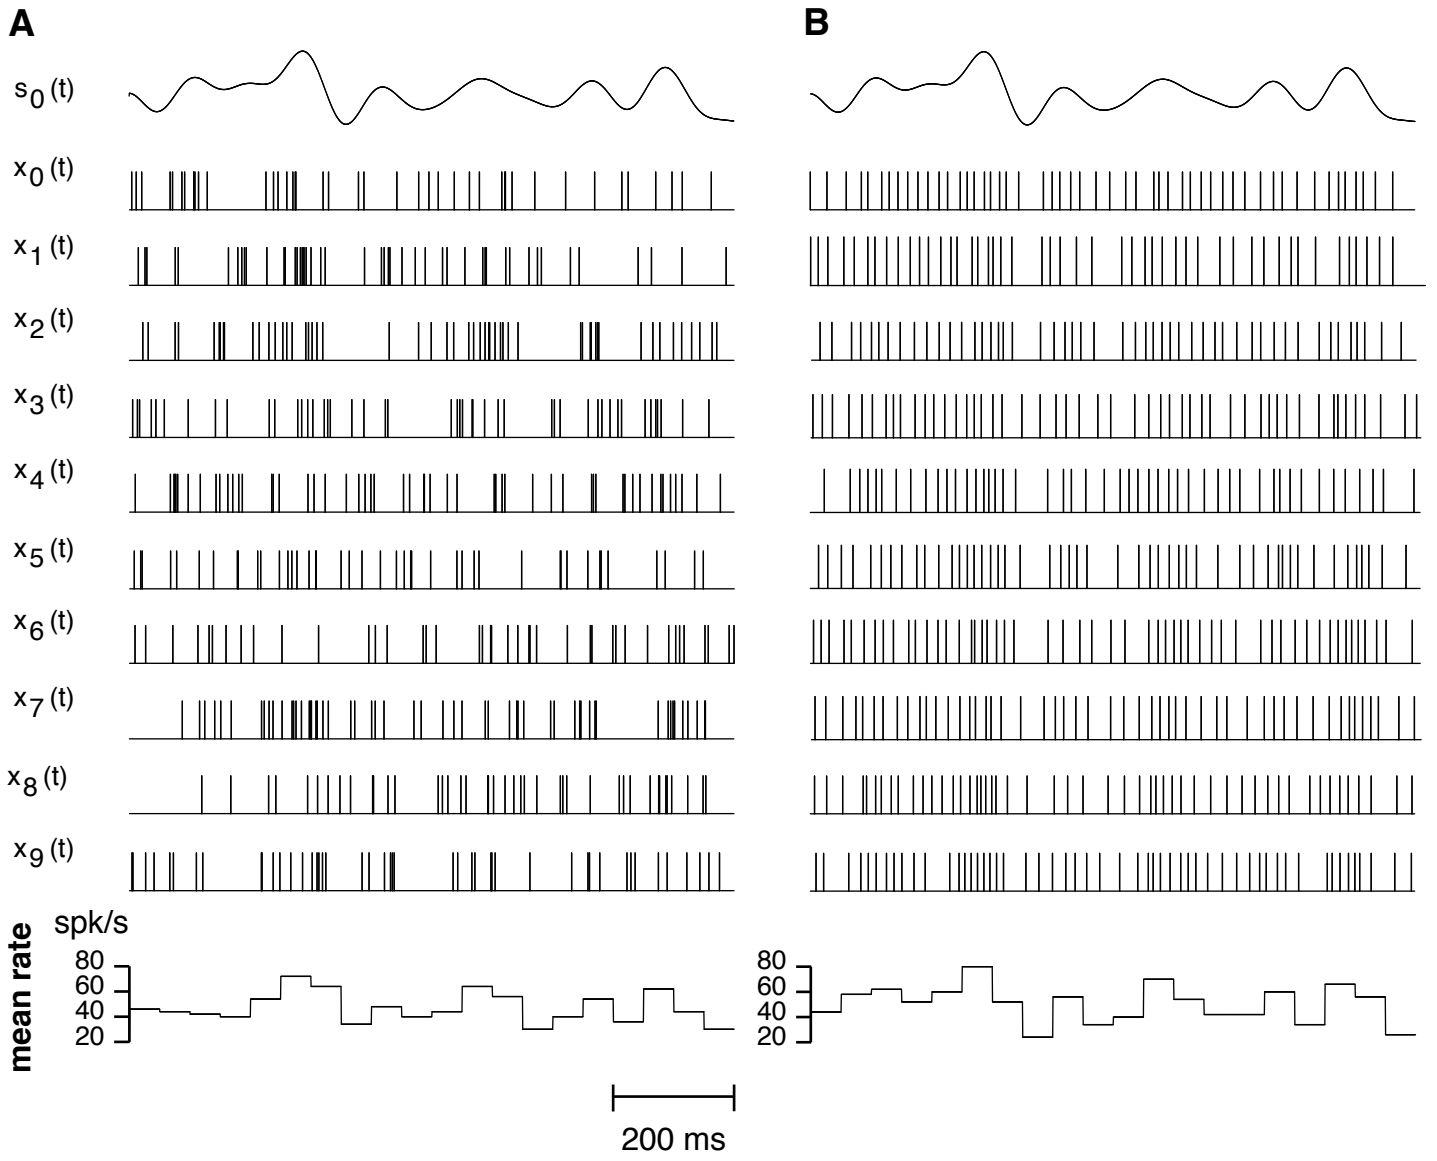 A B
s0 (t)
x0 (t)
x1 (t)
x2 (t)
x3 (t)
x4 (t)
x5 (t)
x6 (t)
x7 (t)
x8 (t)
x9 (t)
mean rate
spk/s
80 80
60 60
40 40
20 20
200 ms